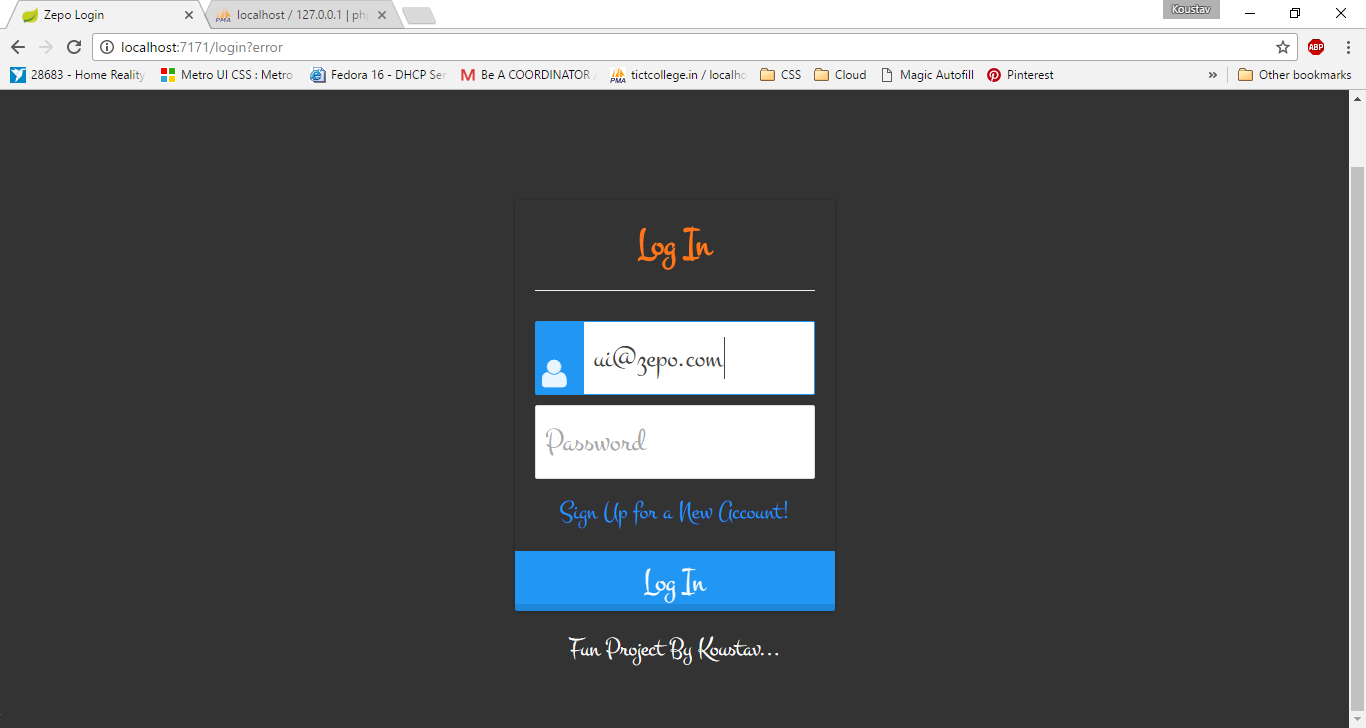 Zepo Login
localhost / 127.0.0.1 | ph
Koustav
localhost:7171/login?error
ABP
28683 - Home Reality
Metro UI CSS : Metro
Fedora 16 - DHCP Ser
Be A COORDINATOR
tictcollege.in / localho
CSS
Cloud
Magic Autofill
Pinterest
»
Other bookmarks
Log In
ui@zepo.com
Password
Sign Up for a New Account!
Log In
Fun Project By Koustav...